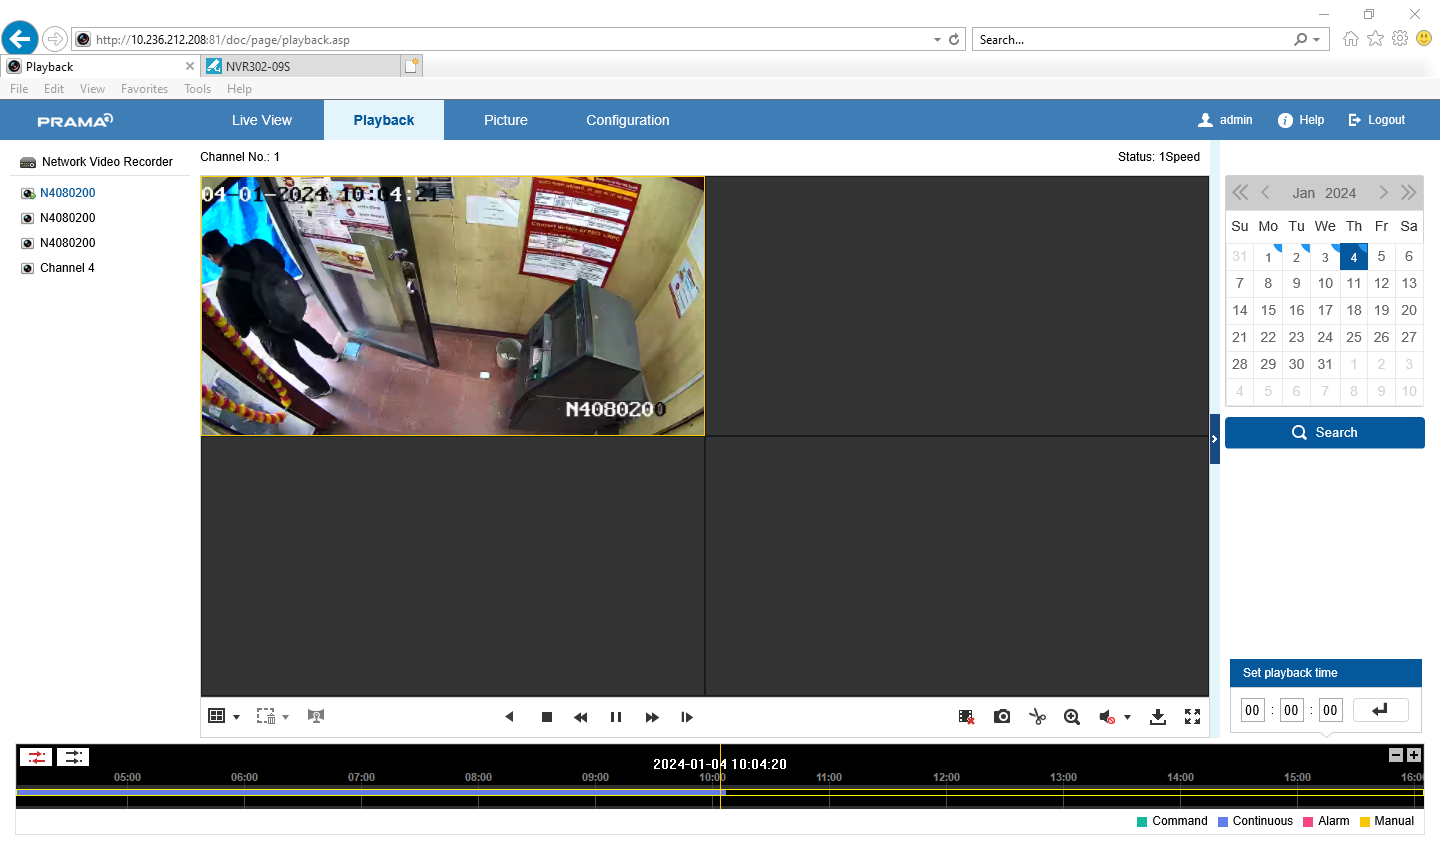 http://10.236.212.208:81/doc/page/playback.asp
Search...
Playback
NVR302-09S
File Edit View Favorites Tools Help
PRAMA
Live View
Playback
Picture
Configuration
admin
Help
Logout
Network Video Recorder
N4080200
N4080200
N4080200
Channel 4
Channel No.: 1
Status: 1Speed
04-01-2024 10:04:21
N4080200
Jan 2024
Su Mo Tu We Th Fr Sa
31 1 2 3 4 5 6
7 8 9 10 11 12 13
14 15 16 17 18 19 20
21 22 23 24 25 26 27
28 29 30 31 1 2 3
4 5 6 7 8 9 10
Search
Set playback time
00 : 00 : 00
2024-01-04 10:04:20
05:00 06:00 07:00 08:00 09:00 10:00 11:00 12:00 13:00 14:00 15:00 16:00
Command Continuous Alarm Manual